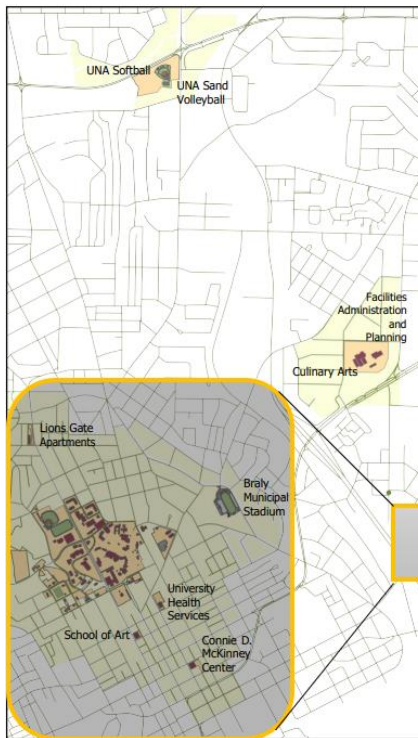 UNA Softball
UNA Sand
Volleyball
Facilities
Administration
and
Planning
Culinary Arts
Lions Gate
Apartments
Braly
Municipal
Stadium
University
Health
Services
School of Art
Connie D.
McKinney
Center